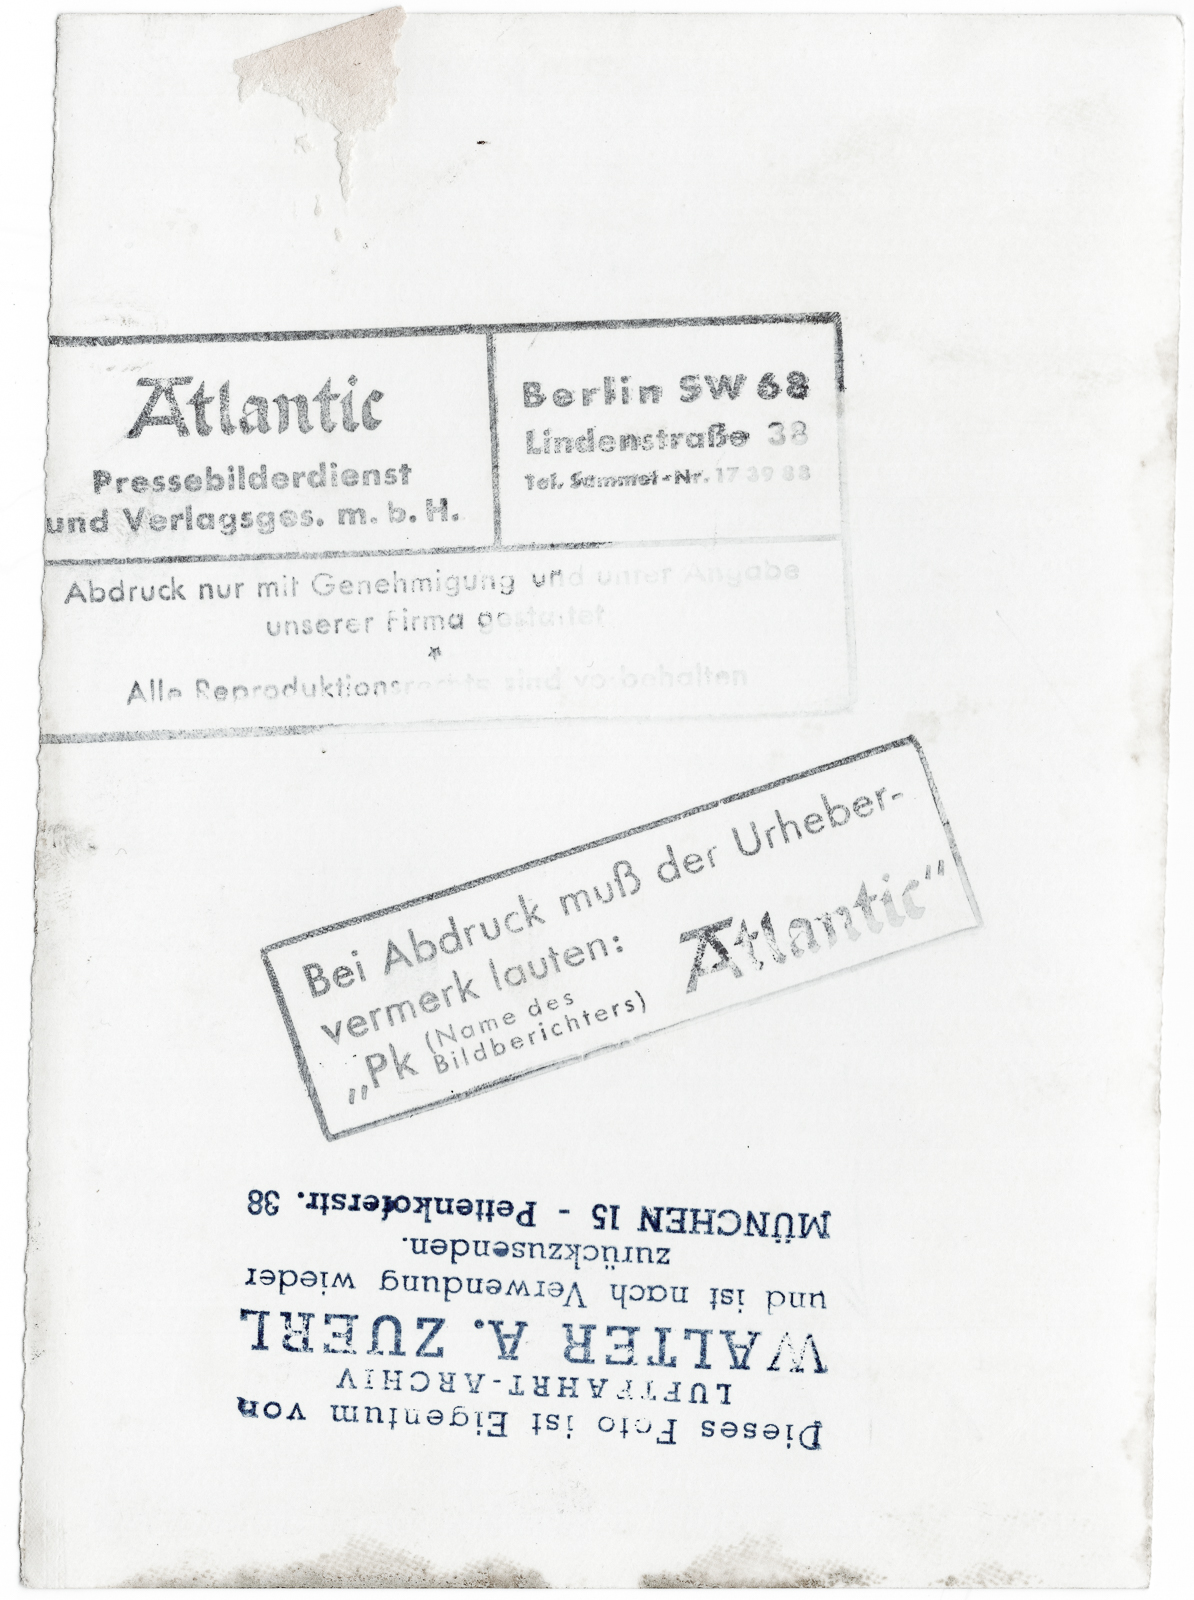 Atlantic
Pressebilderdienst
und Verlagsges. m. b. H.
Berlin SW 68
Lindenstraße 38
Tel. Sammel-Nr. 17 39 88
Abdruck nur mit Genehmigung und unter Angabe
unserer Firma gestattet
*
Alle Reproduktionsrechte sind vorbehalten
Bei Abdruck muß der Urheber-
vermerk lauten:
„Pk (Name des Bildberichters) Atlantic“
Dieses Foto ist Eigentum von
LUFTFAHRT-ARCHIV
WALTER A. ZUERL
und ist nach Verwendung wieder
zurückzusenden.
MÜNCHEN 15 - Pettenkoferstr. 38